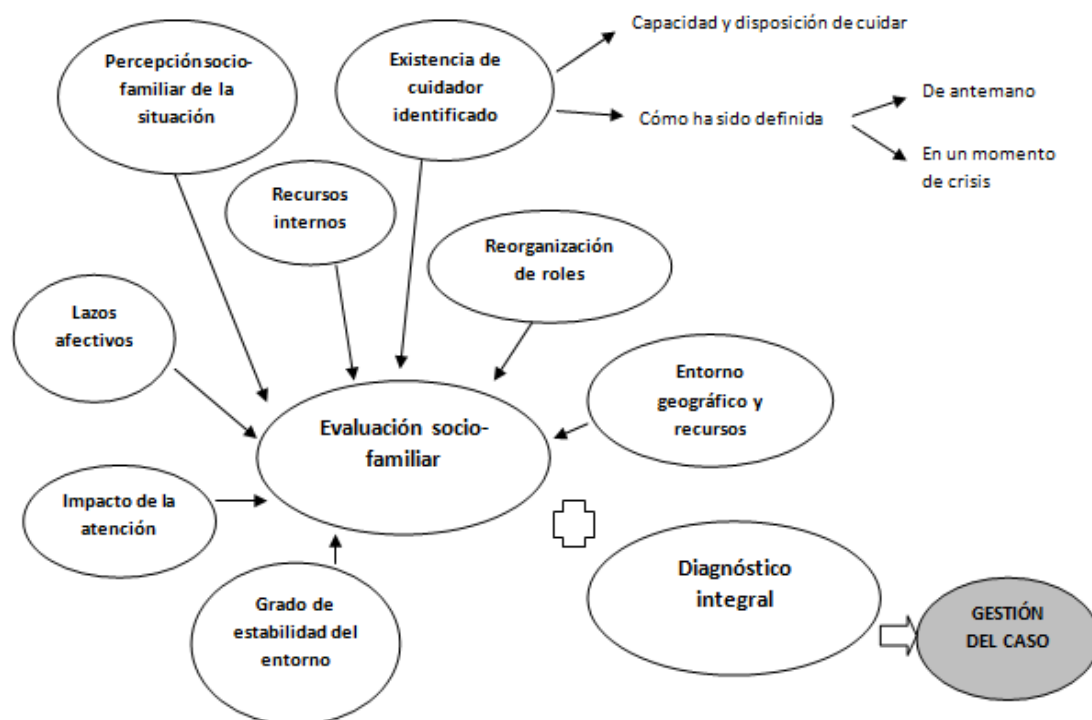 Percepción socio-
familiar de la
situación
Existencia de
cuidador
identificado
Capacidad y disposición de cuidar
Cómo ha sido definida
De antemano
En un momento
de crisis
Recursos
internos
Reorganización
de roles
Lazos
afectivos
Entorno
geográfico y
recursos
Evaluación socio-
familiar
Impacto de la
atención
Grado de
estabilidad del
entorno
Diagnóstico
integral
GESTIÓN
DEL CASO